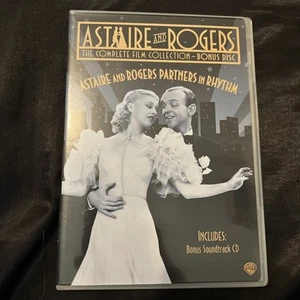 ASTAIRE AND ROGERS
THE COMPLETE FILM COLLECTION – BONUS DISC
ASTAIRE AND ROGERS PARTNERS IN RHYTHM
INCLUDES:
Bonus Soundtrack CD